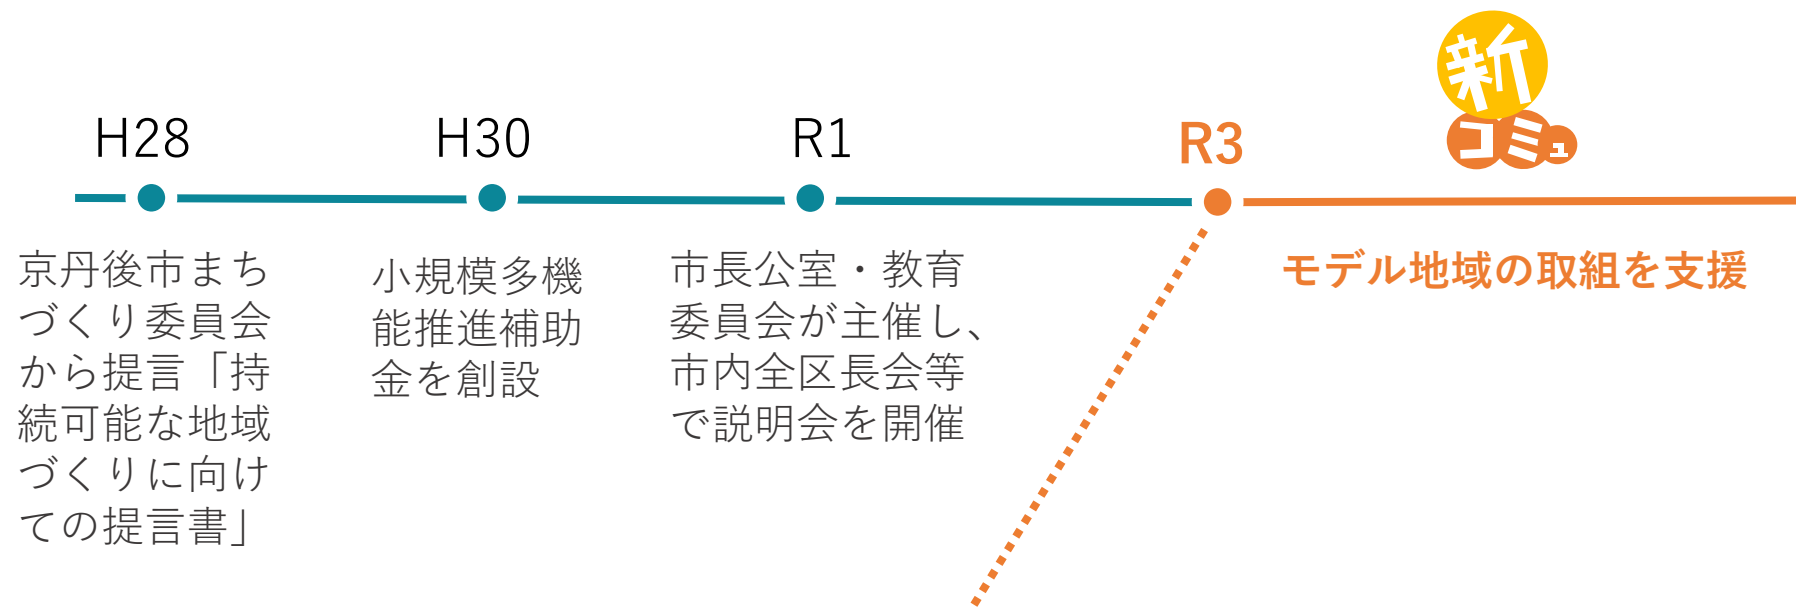 新
コミュ
H28
京丹後市まち
づくり委員会
から提言「持
続可能な地域
づくりに向け
ての提言書」
H30
小規模多機
能推進補助
金を創設
R1
市長公室・教育
委員会が主催し、
市内全区長会等
で説明会を開催
R3
モデル地域の取組を支援